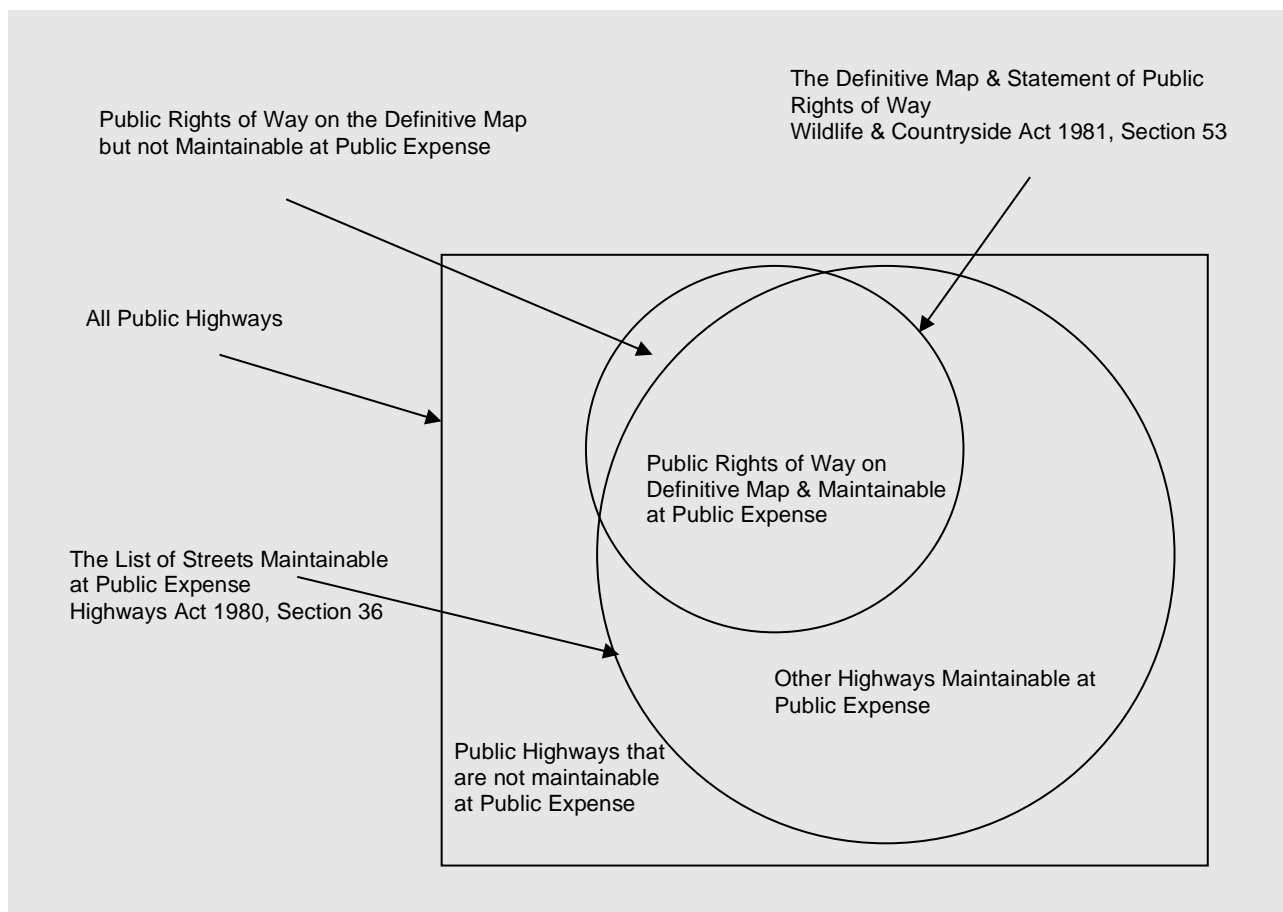 The Definitive Map & Statement of Public
Rights of Way
Wildlife & Countryside Act 1981, Section 53
Public Rights of Way on the Definitive Map
but not Maintainable at Public Expense
All Public Highways
Public Rights of Way on
Definitive Map & Maintainable
at Public Expense
The List of Streets Maintainable
at Public Expense
Highways Act 1980, Section 36
Other Highways Maintainable at
Public Expense
Public Highways that
are not maintainable
at Public Expense